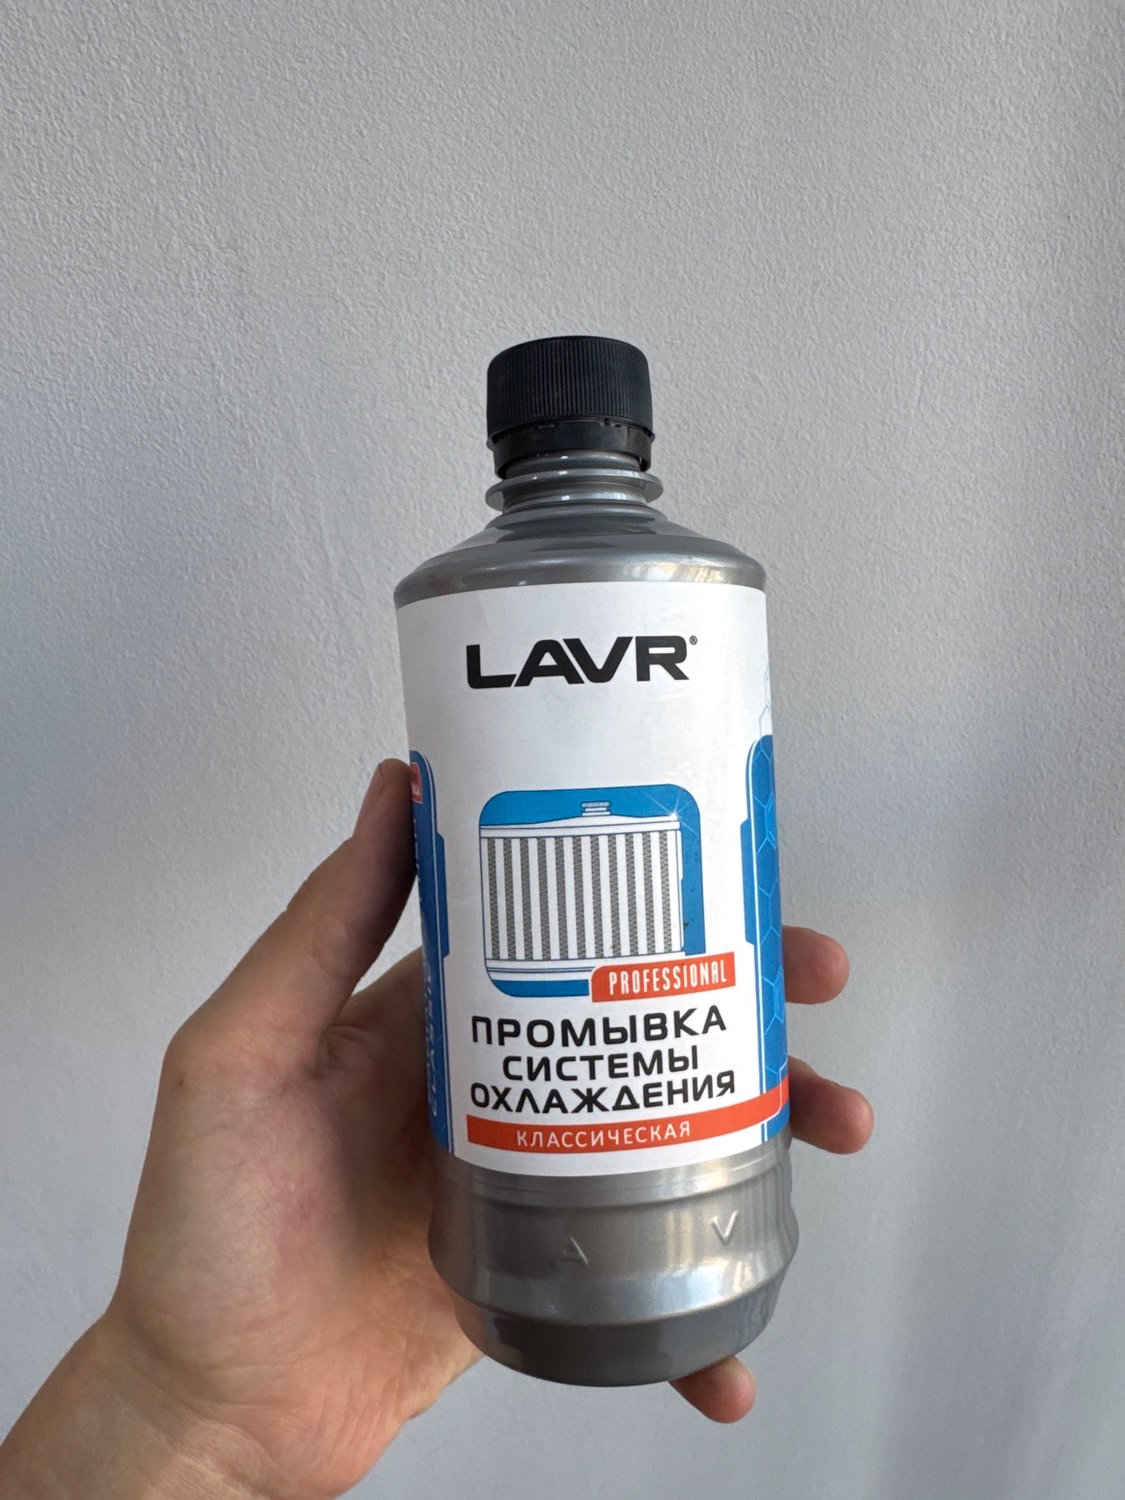 LAVR®
PROFESSIONAL
ПРОМЫВКА
СИСТЕМЫ
ОХЛАЖДЕНИЯ
КЛАССИЧЕСКАЯ
A V